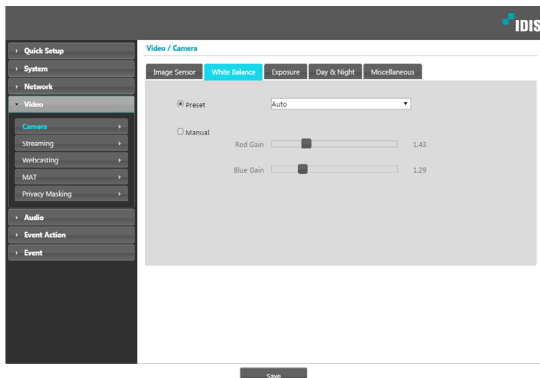 IDIS
Quick Setup
System
Network
Video
Camera
Streaming
Webcasting
MAT
Privacy Masking
Audio
Event Action
Event
Video / Camera
Image Sensor White Balance Exposure Day & Night Miscellaneous
Preset Auto
Manual
Red Gain 1.43
Blue Gain 1.29
Save